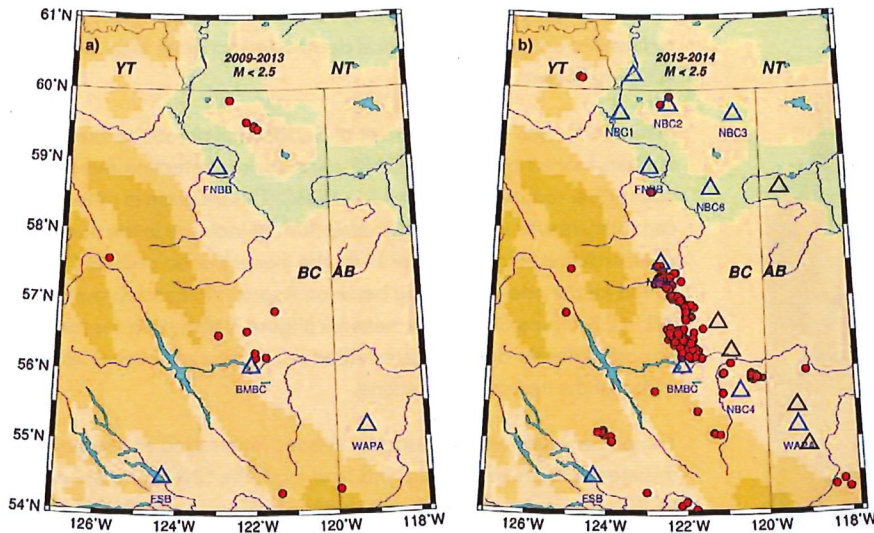 61°N
60°N
59°N
58°N
57°N
56°N
55°N
54°N
a)
2009-2013
M < 2.5
YT
NT
FNBB
BC AB
BMBC
WAPA
FSB
126°W
124°W
122°W
120°W
118°W
b)
2013-2014
M < 2.5
YT
NT
NBC1
NBC2
NBC3
FNBB
NBC6
BC AB
BMBC
NBC4
WAPA
FSB
126°W
124°W
122°W
120°W
118°W